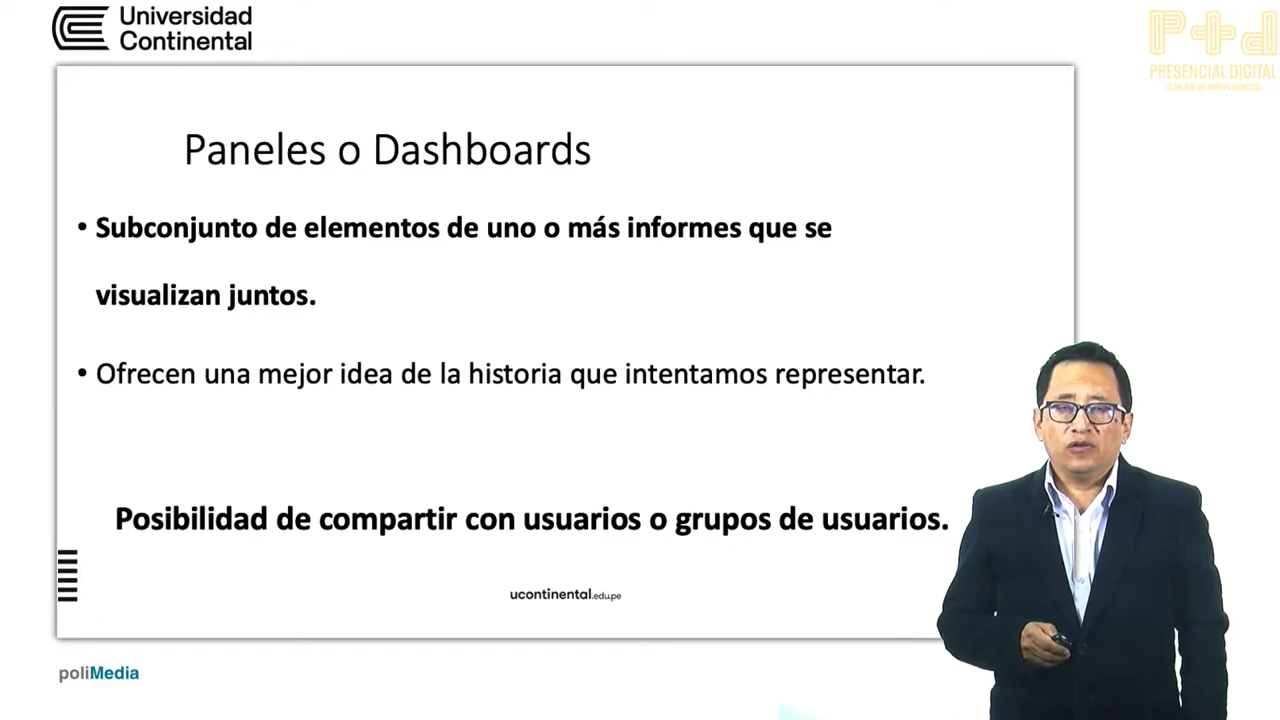 Universidad
Continental
P+d
PRESENCIAL DIGITAL
Paneles o Dashboards
• Subconjunto de elementos de uno o más informes que se
visualizan juntos.
• Ofrecen una mejor idea de la historia que intentamos representar.
Posibilidad de compartir con usuarios o grupos de usuarios.
ucontinental.edu.pe
poliMedia